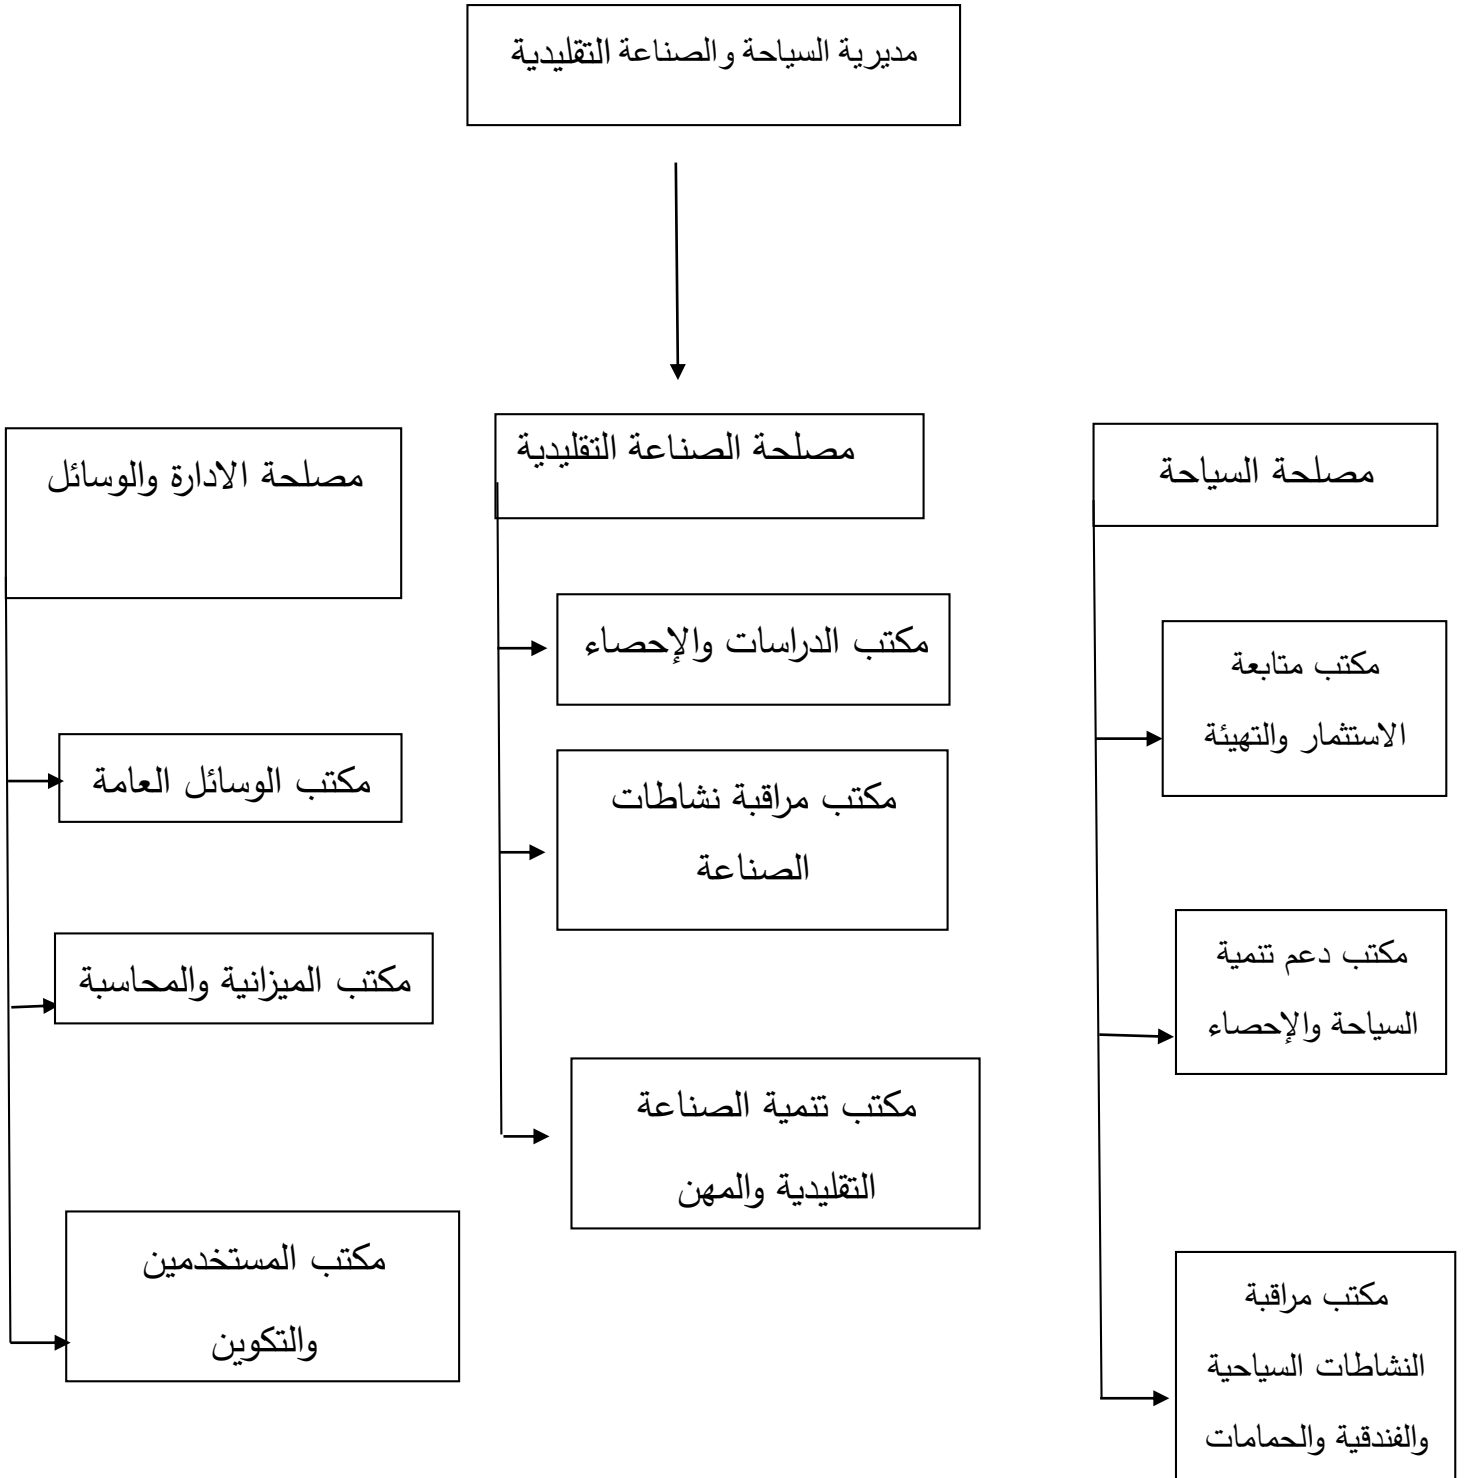 مديرية السياحة والصناعة التقليدية
مصلحة السياحة
مكتب متابعة
الاستثمار والتهيئة
مكتب دعم تنمية
السياحة والإحصاء
مكتب مراقبة
النشاطات السياحية
والفندقية والحمامات
مصلحة الصناعة التقليدية
مكتب الدراسات والإحصاء
مكتب مراقبة نشاطات
الصناعة
مكتب تنمية الصناعة
التقليدية والمهن
مصلحة الادارة والوسائل
مكتب الوسائل العامة
مكتب الميزانية والمحاسبة
مكتب المستخدمين
والتكوين